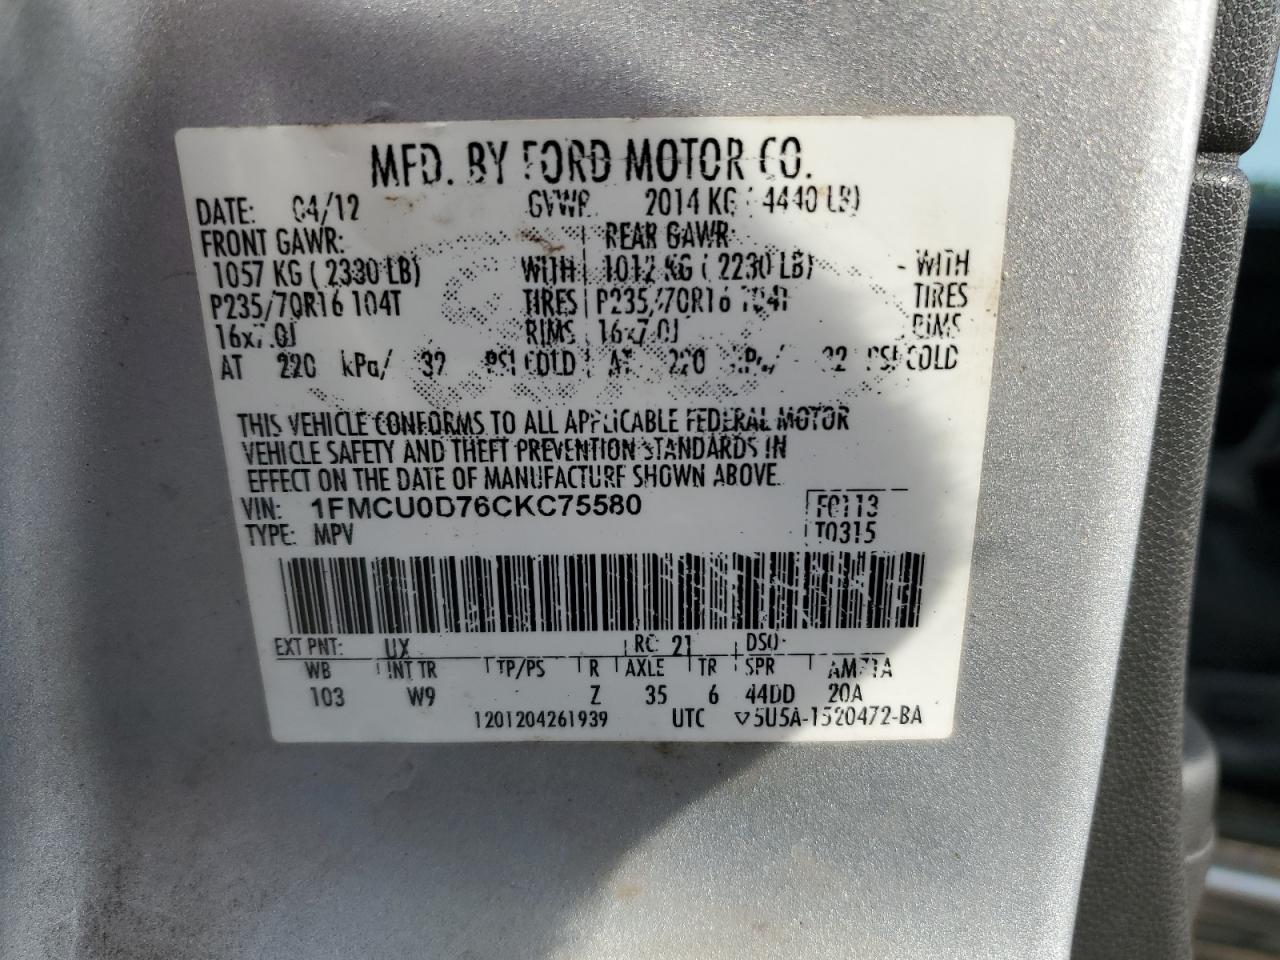 MFD. BY FORD MOTOR CO.
DATE: 04/12 GVWR: 2014 KG ( 4440 LB)
FRONT GAWR: REAR GAWR:
1057 KG ( 2330 LB) WITH 1012 KG ( 2230 LB) WITH
P235/70R16 104T TIRES P235/70R16 104T TIRES
16x7.0J RIMS 16x7.0J RIMS
AT 220 kPa/ 32 PSI COLD AT 220 kPa/ 32 PSI COLD
THIS VEHICLE CONFORMS TO ALL APPLICABLE FEDERAL MOTOR
VEHICLE SAFETY AND THEFT PREVENTION STANDARDS IN
EFFECT ON THE DATE OF MANUFACTURE SHOWN ABOVE.
VIN: 1FMCU0D76CKC75580 F0113
TYPE: MPV T0315
EXT PNT: UX RC: 21 DSO:
WB INT TR TP/PS R AXLE TR SPR AM71A
103 W9 Z 35 6 44DD 20A
1201204261939 UTC ▽5U5A-1520472-BA